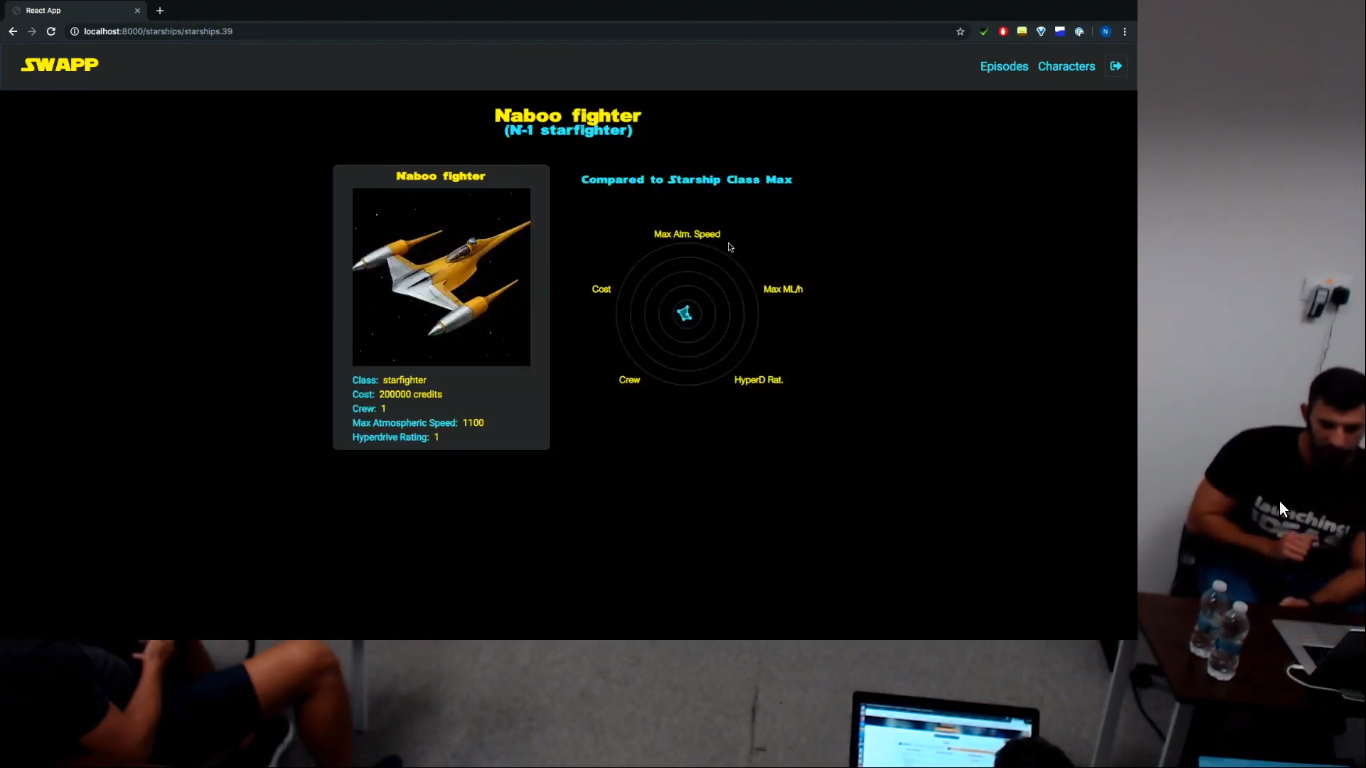 React App
localhost:8000/starships/starships.39
N
SWAPP
Episodes Characters
Naboo fighter
(N-1 starfighter)
Naboo fighter
Class: starfighter
Cost: 200000 credits
Crew: 1
Max Atmospheric Speed: 1100
Hyperdrive Rating: 1
Compared to Starship Class Max
Max Atm. Speed
Cost
Max ML/h
Crew
HyperD Rat.
launching